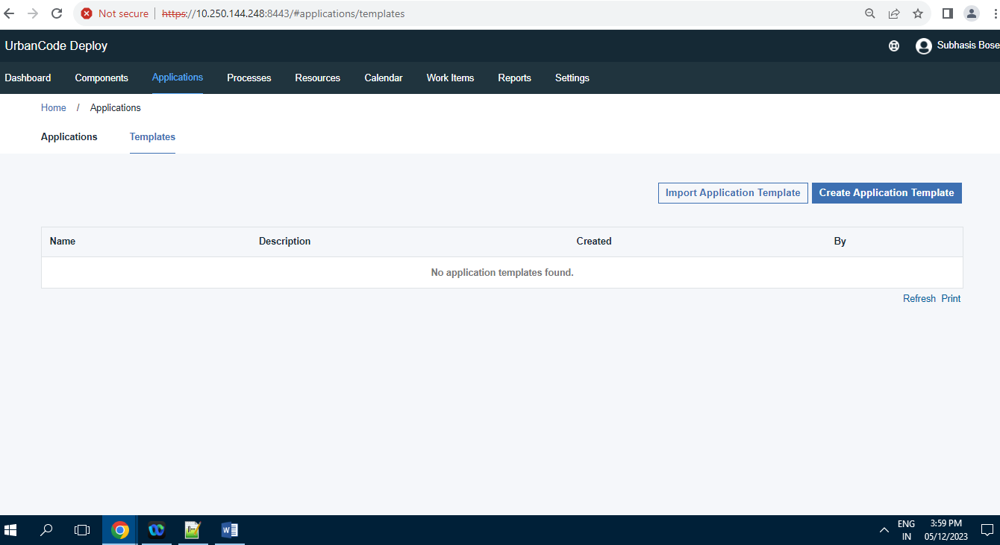 Not secure https://10.250.144.248:8443/#applications/templates
UrbanCode Deploy Subhasis Bose
Dashboard Components Applications Processes Resources Calendar Work Items Reports Settings
Home / Applications
Applications Templates
Import Application Template Create Application Template
Name Description Created By
No application templates found.
Refresh Print
ENG 3:59 PM
IN 05/12/2023